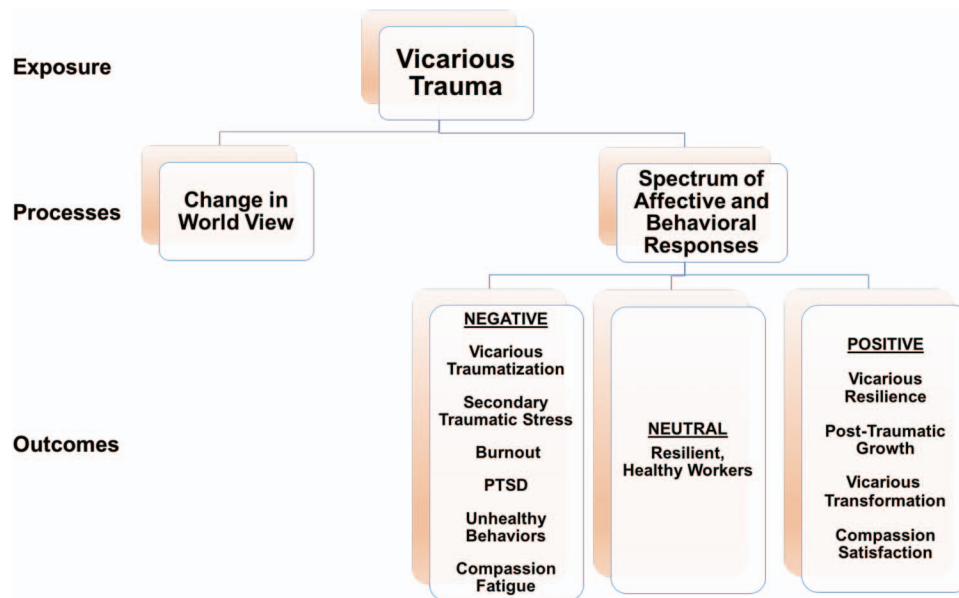 Exposure
Vicarious
Trauma
Processes
Change in
World View
Spectrum of
Affective and
Behavioral
Responses
Outcomes
NEGATIVE
Vicarious
Traumatization
Secondary
Traumatic Stress
Burnout
PTSD
Unhealthy
Behaviors
Compassion
Fatigue
NEUTRAL
Resilient,
Healthy Workers
POSITIVE
Vicarious
Resilience
Post-Traumatic
Growth
Vicarious
Transformation
Compassion
Satisfaction